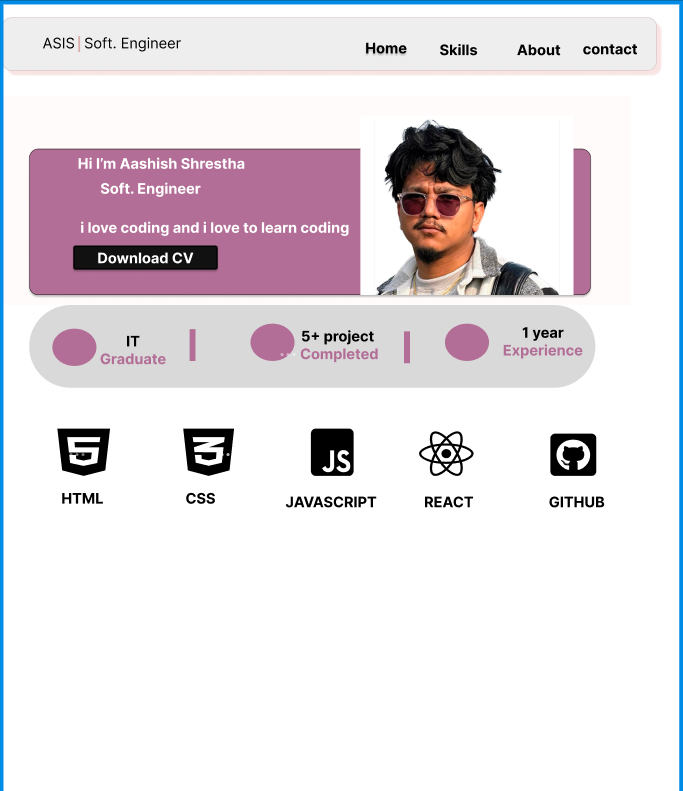 ASIS| Soft. Engineer
Home Skills About contact
Hi I'm Aashish Shrestha
Soft. Engineer
i love coding and i love to learn coding
Download CV
IT
Graduate
5+ project
Completed
1 year
Experience
5
3
JS
HTML
CSS
JAVASCRIPT
REACT
GITHUB